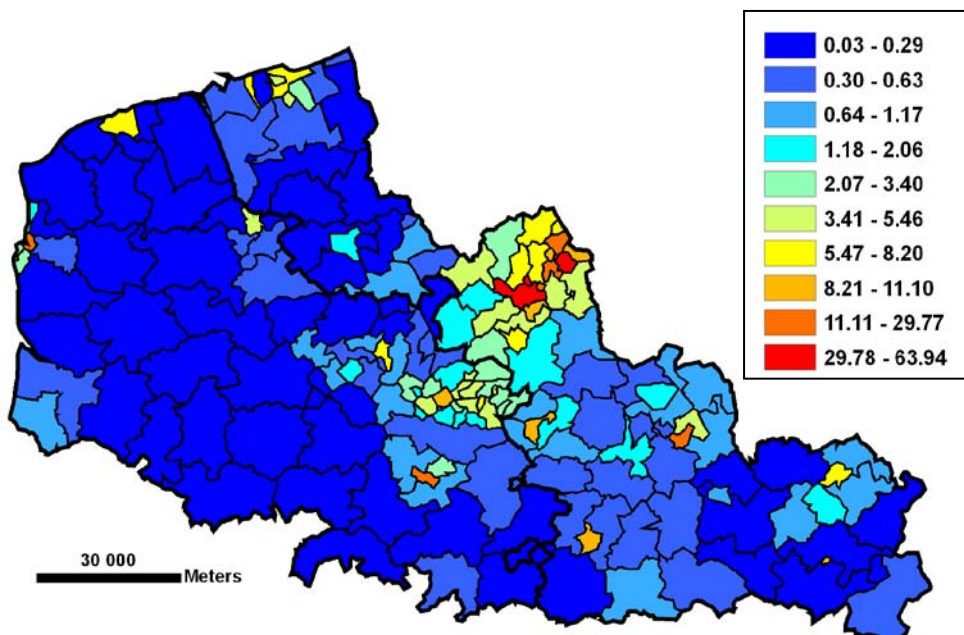 0.03 - 0.29
0.30 - 0.63
0.64 - 1.17
1.18 - 2.06
2.07 - 3.40
3.41 - 5.46
5.47 - 8.20
8.21 - 11.10
11.11 - 29.77
29.78 - 63.94
30 000
Meters